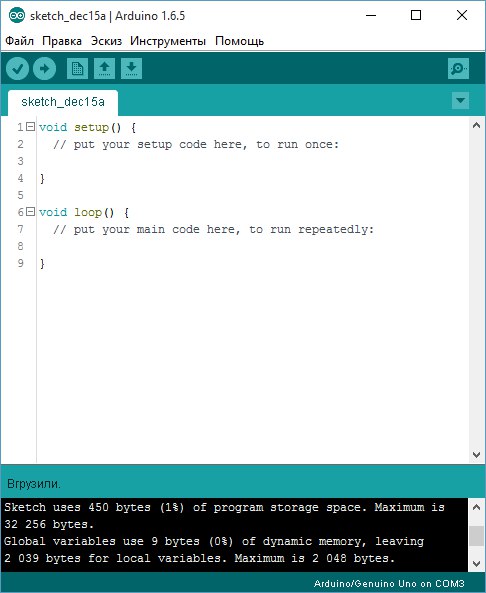 sketch_dec15a | Arduino 1.6.5
Файл Правка Эскиз Инструменты Помощь
sketch_dec15a
1 void setup() {
2 // put your setup code here, to run once:
3
4 }
5
6 void loop() {
7 // put your main code here, to run repeatedly:
8
9 }
Вгрузили.
Sketch uses 450 bytes (1%) of program storage space. Maximum is
32 256 bytes.
Global variables use 9 bytes (0%) of dynamic memory, leaving
2 039 bytes for local variables. Maximum is 2 048 bytes.
Arduino/Genuino Uno on COM3